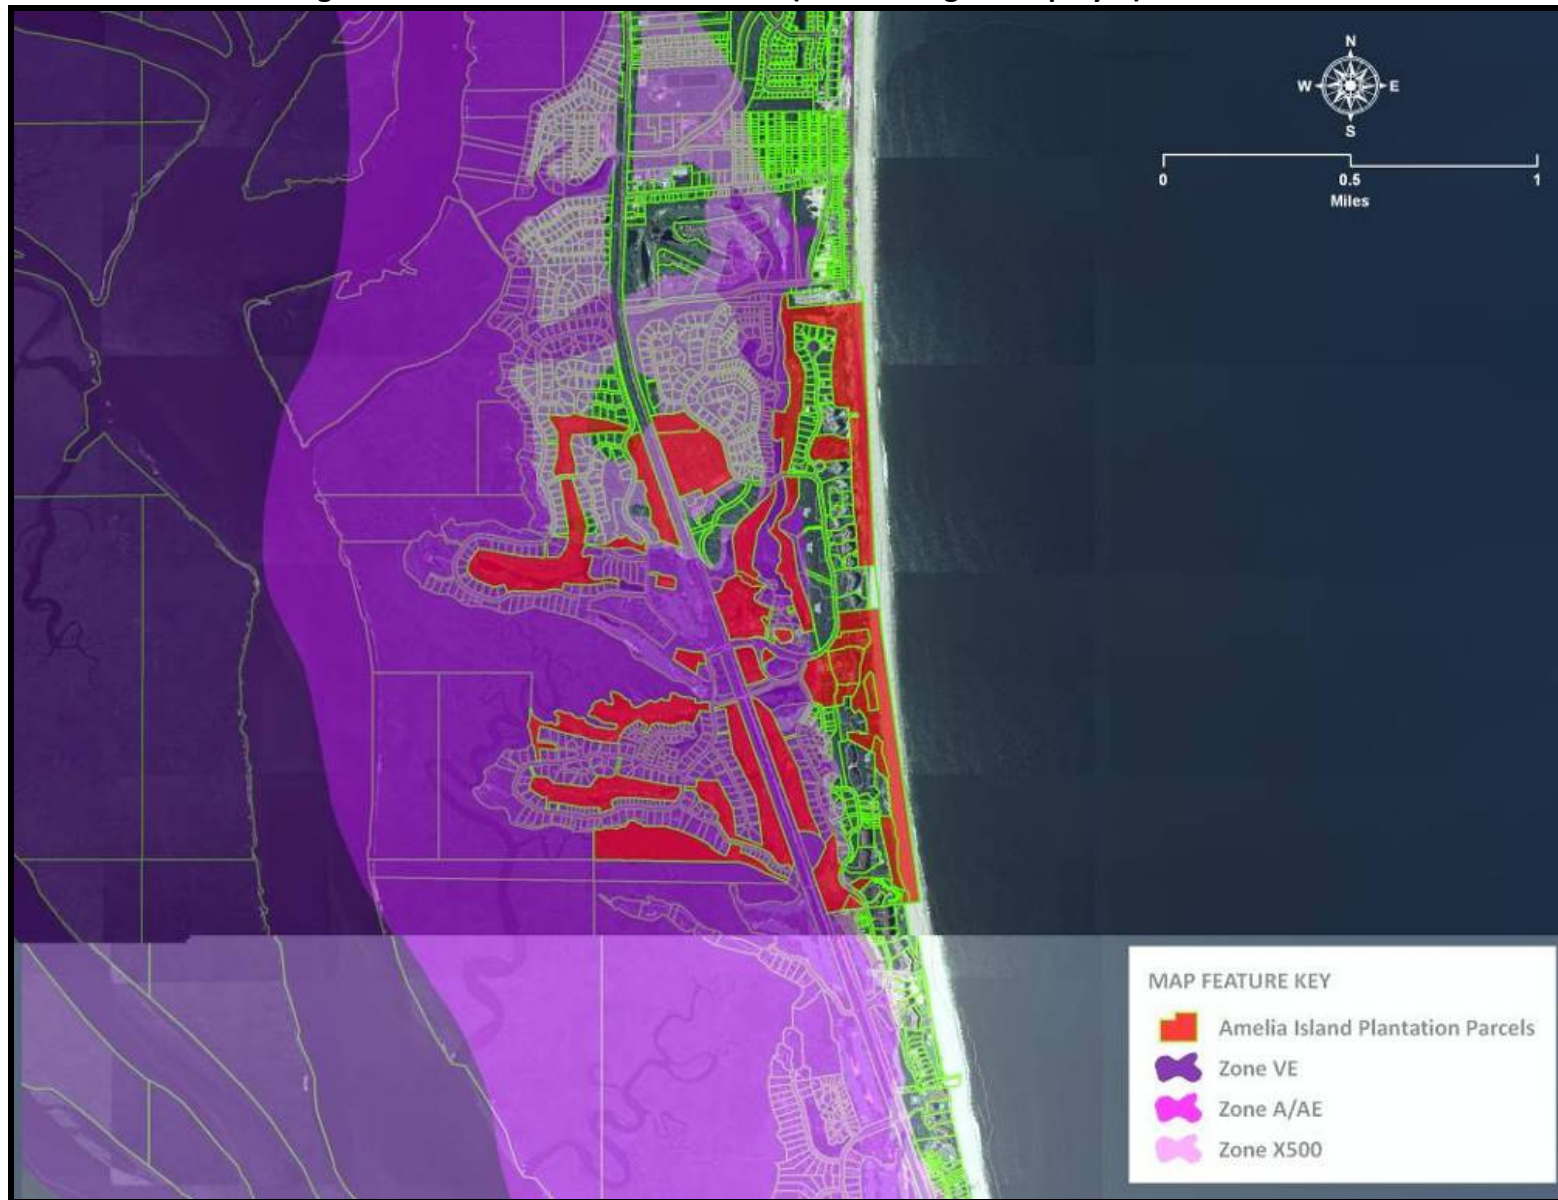 N
W E
S
0 0.5 1
Miles
MAP FEATURE KEY
Amelia Island Plantation Parcels
Zone VE
Zone A/AE
Zone X500